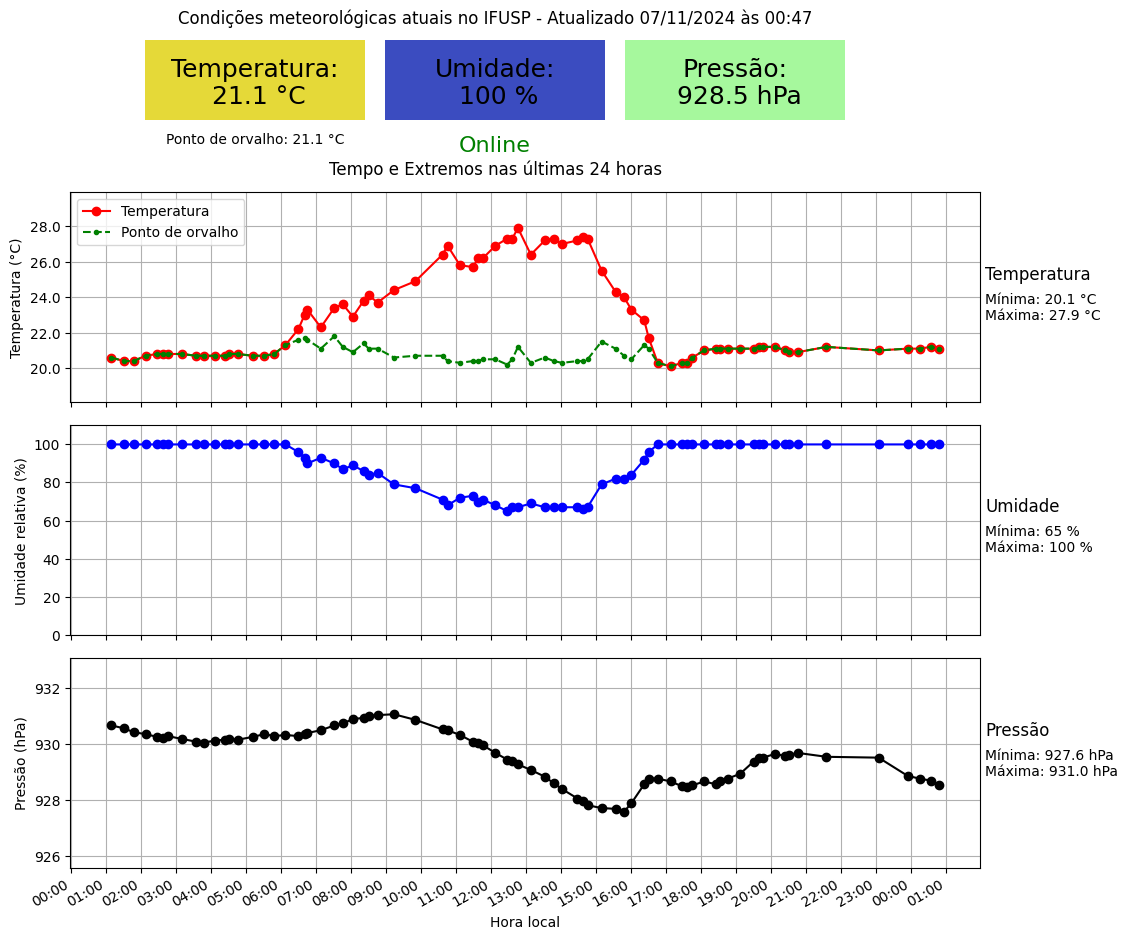 Condições meteorológicas atuais no IFUSP - Atualizado 07/11/2024 às 00:47
Temperatura:
21.1 °C
Umidade:
100 %
Pressão:
928.5 hPa
Ponto de orvalho: 21.1 °C
Online
Tempo e Extremos nas últimas 24 horas
Temperatura
Ponto de orvalho
Temperatura (°C)
28.0
26.0
24.0
22.0
20.0
Temperatura
Mínima: 20.1 °C
Máxima: 27.9 °C
Umidade relativa (%)
100
80
60
40
20
0
Umidade
Mínima: 65 %
Máxima: 100 %
Pressão (hPa)
932
930
928
926
Pressão
Mínima: 927.6 hPa
Máxima: 931.0 hPa
00:00 01:00 02:00 03:00 04:00 05:00 06:00 07:00 08:00 09:00 10:00 11:00 12:00 13:00 14:00 15:00 16:00 17:00 18:00 19:00 20:00 21:00 22:00 23:00 00:00 01:00
Hora local